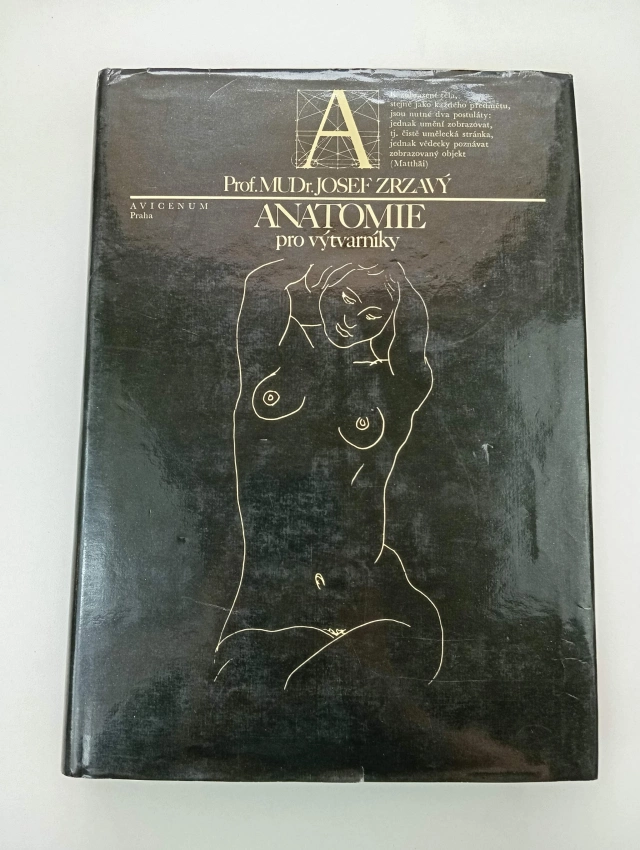 A
zobrazení těla,
stejně jako každého předmětu,
jsou nutné dva postuláty:
jednak umění zobrazovat,
tj. čistě umělecká stránka,
jednak vědecky poznávat
zobrazovaný objekt
(Matthäi)
Prof. MUDr. JOSEF ZRZAVÝ
AVICENUM
Praha
ANATOMIE
pro výtvarníky